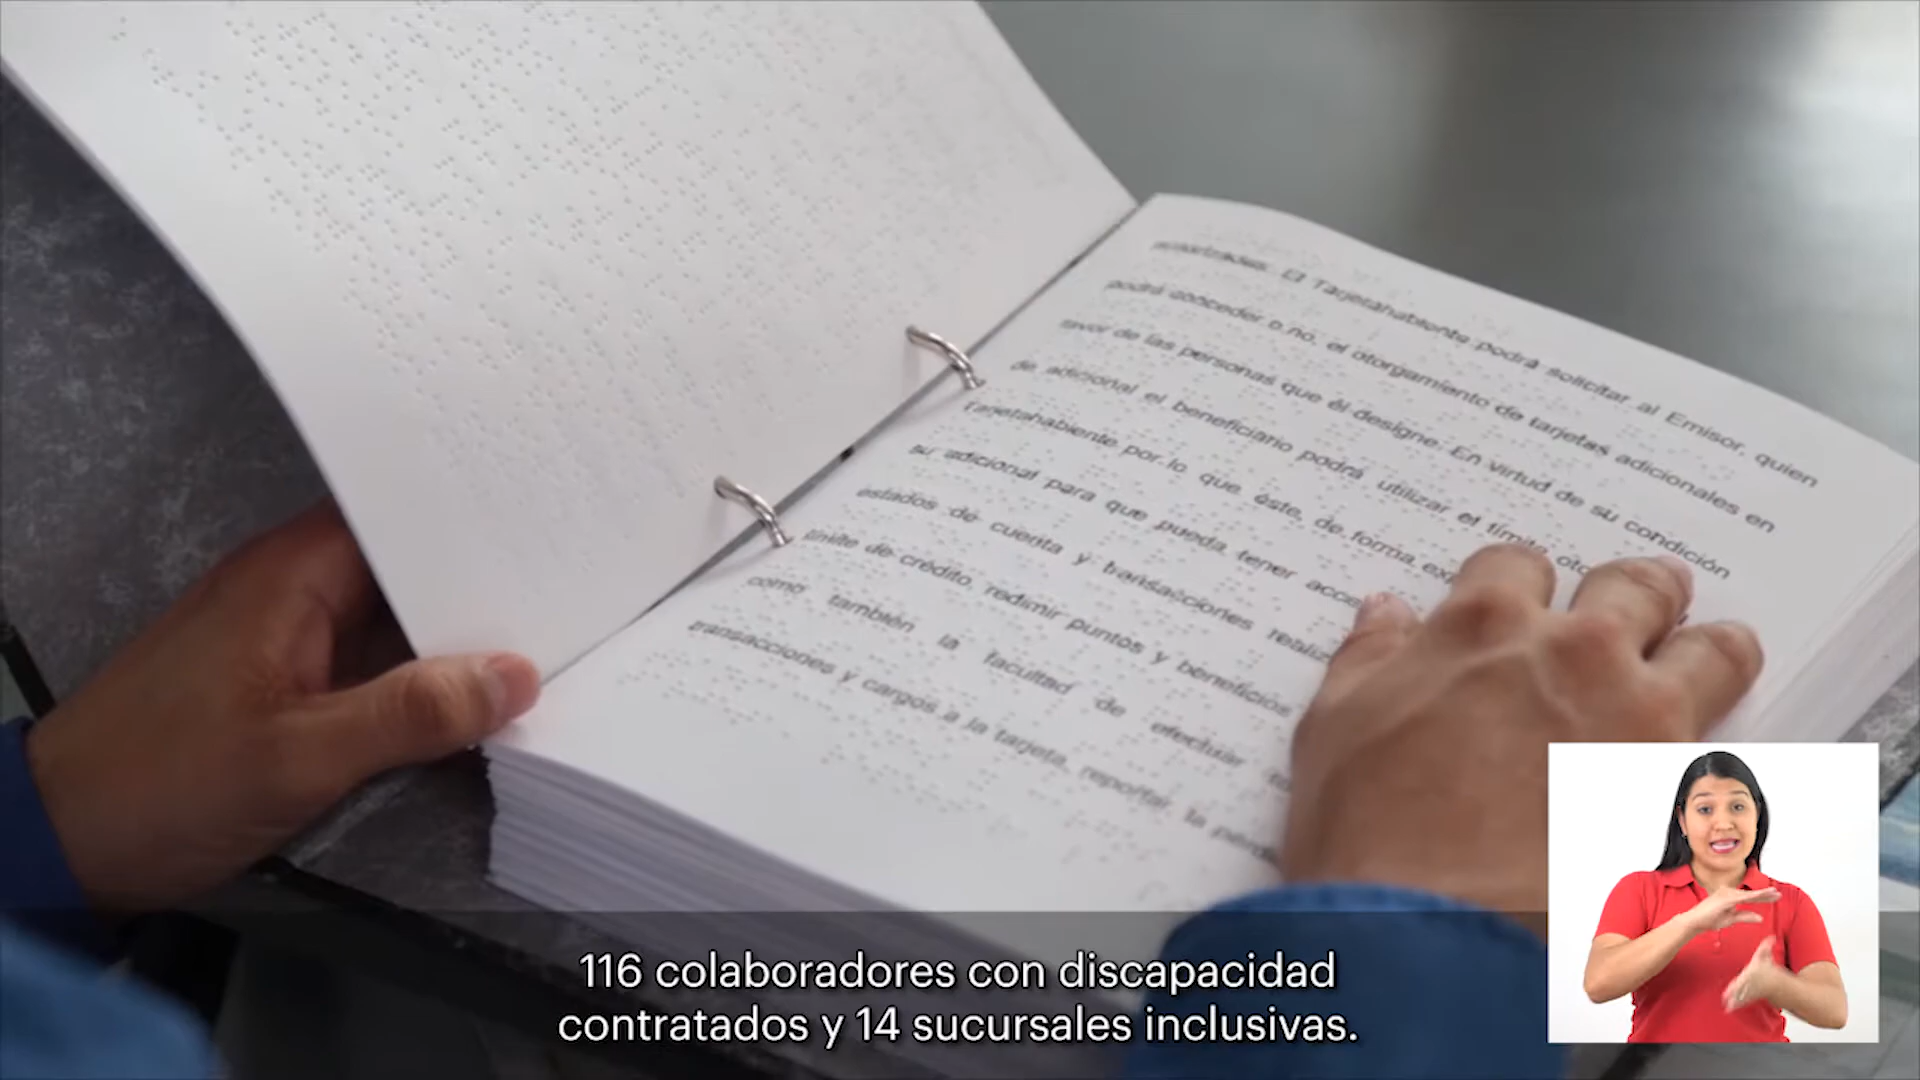 autorizados. El Tarjetahabiente podrá solicitar al Emisor, quien
podrá conceder o no, el otorgamiento de tarjetas adicionales en
favor de las personas que él designe. En virtud de su condición
de adicional el beneficiario podrá utilizar el límite
Tarjetahabiente por lo que éste, de forma
su adicional para que pueda tener
estados de cuenta y transacciones
límite de crédito, redimir puntos y beneficios
como también la facultad de efectuar
transacciones y cargos a la tarjeta, reportar la
116 colaboradores con discapacidad
contratados y 14 sucursales inclusivas.